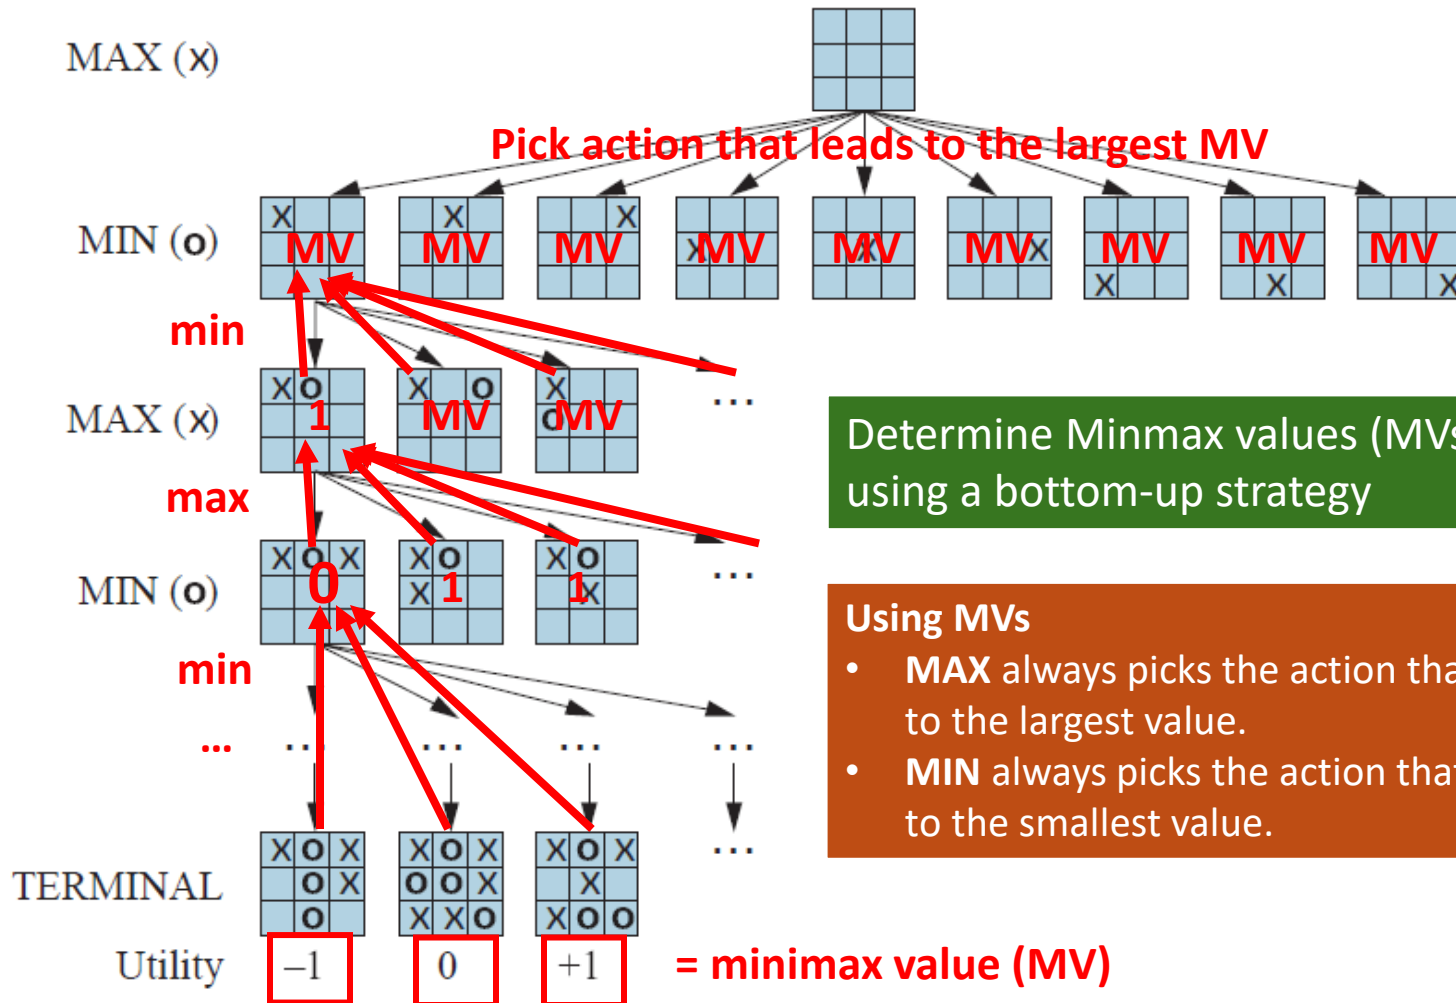 MAX (x)
Pick action that leads to the largest MV
MIN (o)
X X X X X X X X X
MV MV MV MV MV MV MV MV MV
min
MAX (x)
X O X O X
O
1 MV MV ...
Determine Minmax values (MVs
using a bottom-up strategy
max
MIN (o)
X O X X O X O
X X
0 1 1 ...
Using MVs
• MAX always picks the action tha
to the largest value.
• MIN always picks the action that
to the smallest value.
min
... ... ... ... ...
TERMINAL
X O X X O X X O X
O X O O X X
O X X O X O O
...
Utility -1 0 +1 = minimax value (MV)